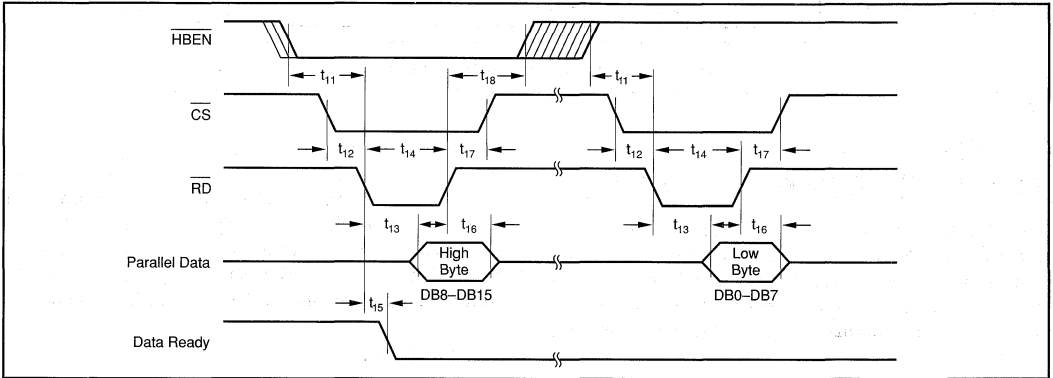 HBEN
t11
t18
t11
CS
t12
t14
t17
t12
t14
t17
RD
t13
t16
t13
t16
Parallel Data
High
Byte
Low
Byte
DB8–DB15
DB0–DB7
t15
Data Ready